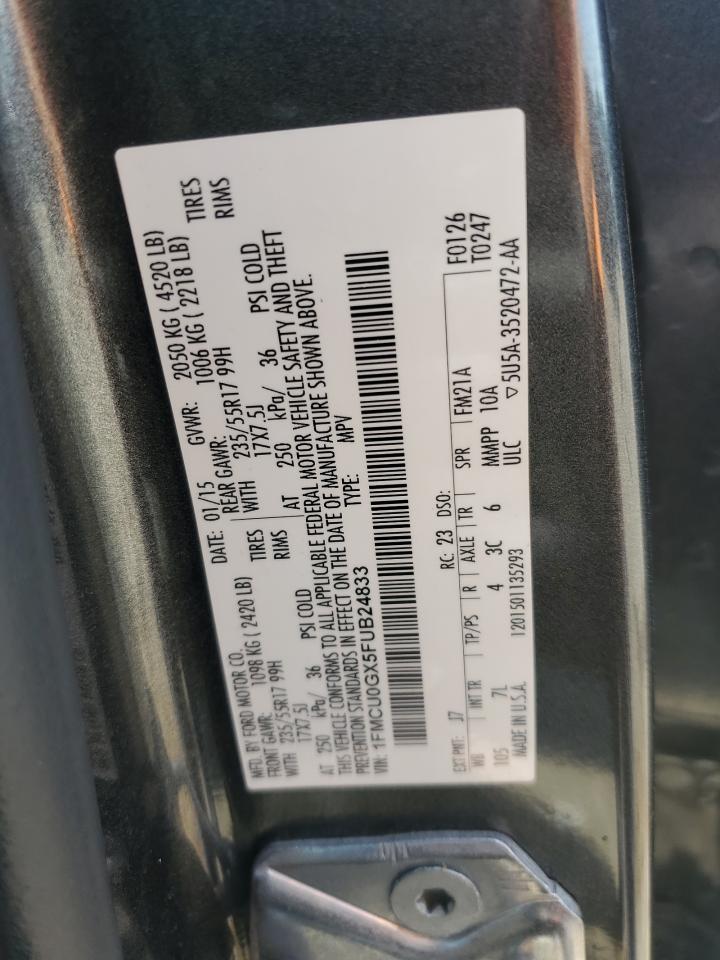 MFD. BY FORD MOTOR CO. DATE: 01/15 GVWR: 2050 KG ( 4520 LB)
FRONT GAWR: 1098 KG ( 2420 LB) REAR GAWR: 1006 KG ( 2218 LB)
WITH 235/55R17 99H TIRES WITH 235/55R17 99H TIRES
17X7.5J RIMS 17X7.5J RIMS
AT 250 kPa/ 36 PSI COLD AT 250 kPa/ 36 PSI COLD
THIS VEHICLE CONFORMS TO ALL APPLICABLE FEDERAL MOTOR VEHICLE SAFETY AND THEFT
PREVENTION STANDARDS IN EFFECT ON THE DATE OF MANUFACTURE SHOWN ABOVE.
VIN: 1FMCU0GX5FUB24833 TYPE: MPV
EXT PNT: J7 RC: 23 DSO: F0126
WB INT TR TP/PS R AXLE TR SPR FM21A T0247
105 7L 4 3C 6 MMPP 10A
MADE IN U.S.A. 1201501135293 ULC ▽5U5A-3520472-AA